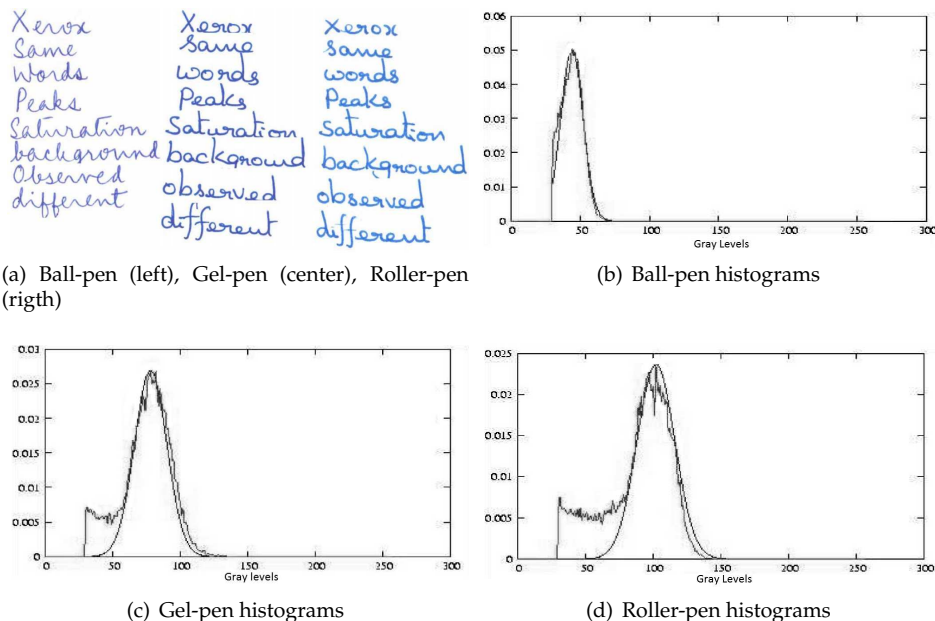 Xerox
Same
Words
Peaks
Saturation
background
Observed
different
Xerox
same
words
Peaks
Saturation
background
observed
different
Xerox
same
words
Peaks
saturation
background
observed
different
(a) Ball-pen (left), Gel-pen (center), Roller-pen
(rigth)
0.06
0.05
0.04
0.03
0.02
0.01
0
0 50 100 150 200 250 300
Gray Levels
(b) Ball-pen histograms
0.03
0.025
0.02
0.015
0.01
0.005
0
0 50 100 150 200 250 300
Gray levels
(c) Gel-pen histograms
0.025
0.02
0.015
0.01
0.005
0
0 50 100 150 200 250 300
Gray Levels
(d) Roller-pen histograms